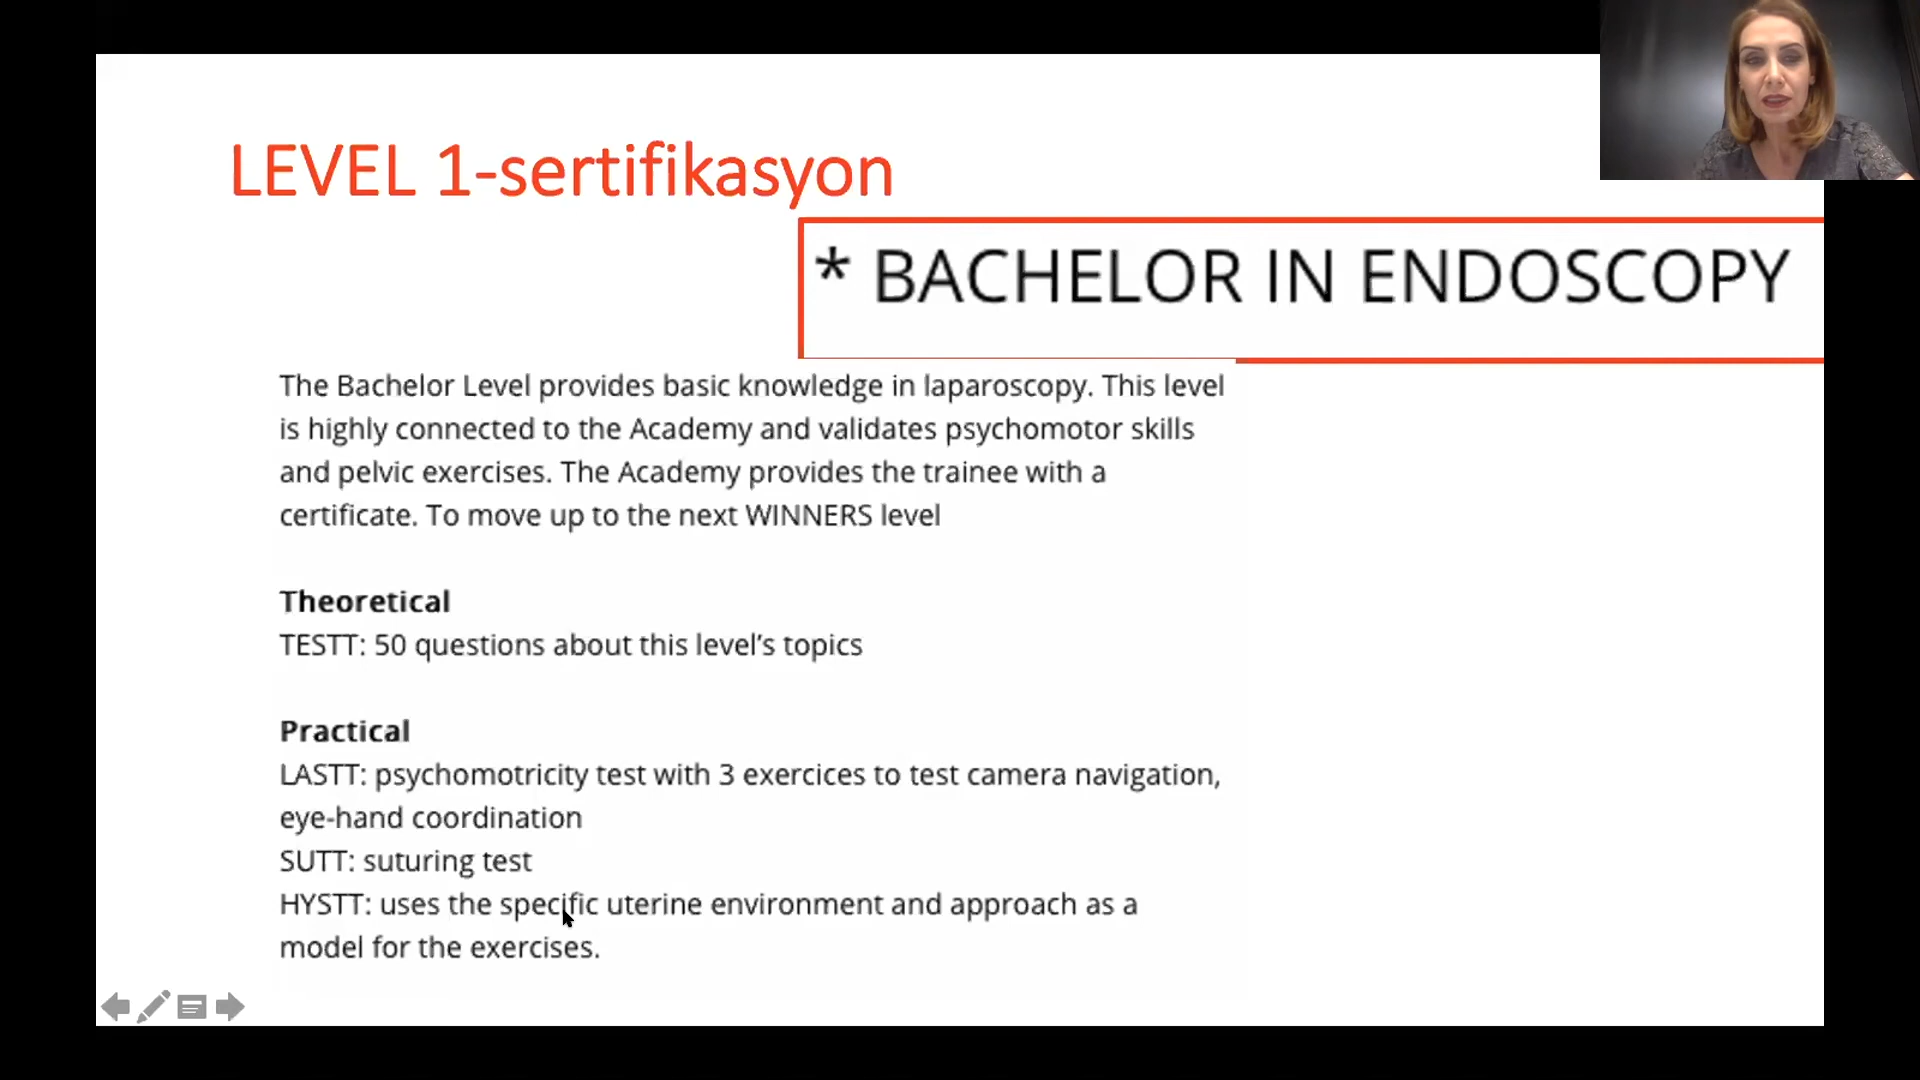 LEVEL 1-sertifikasyon
* BACHELOR IN ENDOSCOPY
The Bachelor Level provides basic knowledge in laparoscopy. This level
is highly connected to the Academy and validates psychomotor skills
and pelvic exercises. The Academy provides the trainee with a
certificate. To move up to the next WINNERS level
Theoretical
TESTT: 50 questions about this level’s topics
Practical
LASTT: psychomotricity test with 3 exercices to test camera navigation,
eye-hand coordination
SUTT: suturing test
HYSTT: uses the specific uterine environment and approach as a
model for the exercises.